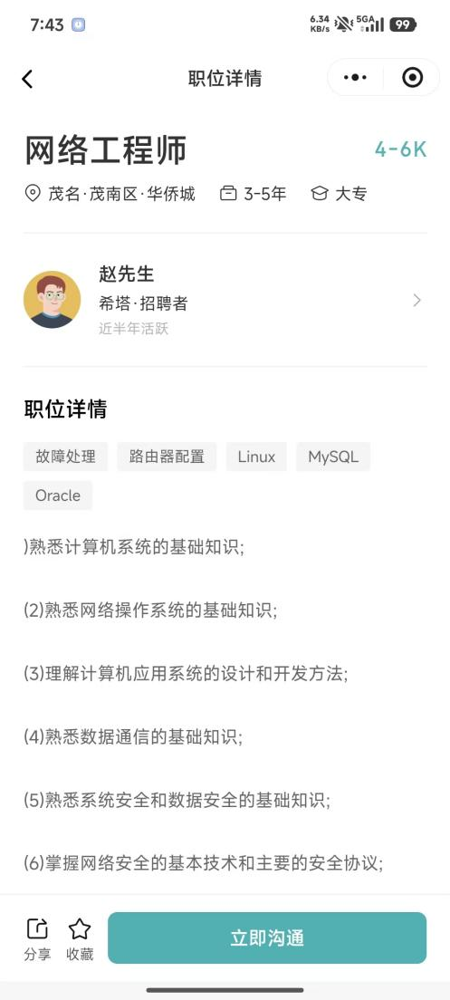 7:43
6.34 KB/s
5GA
99
职位详情
网络工程师
4-6K
茂名·茂南区·华侨城 3-5年 大专
赵先生
希塔·招聘者
近半年活跃
职位详情
故障处理 路由器配置 Linux MySQL
Oracle
)熟悉计算机系统的基础知识;
(2)熟悉网络操作系统的基础知识;
(3)理解计算机应用系统的设计和开发方法;
(4)熟悉数据通信的基础知识;
(5)熟悉系统安全和数据安全的基础知识;
(6)掌握网络安全的基本技术和主要的安全协议;
分享 收藏 立即沟通